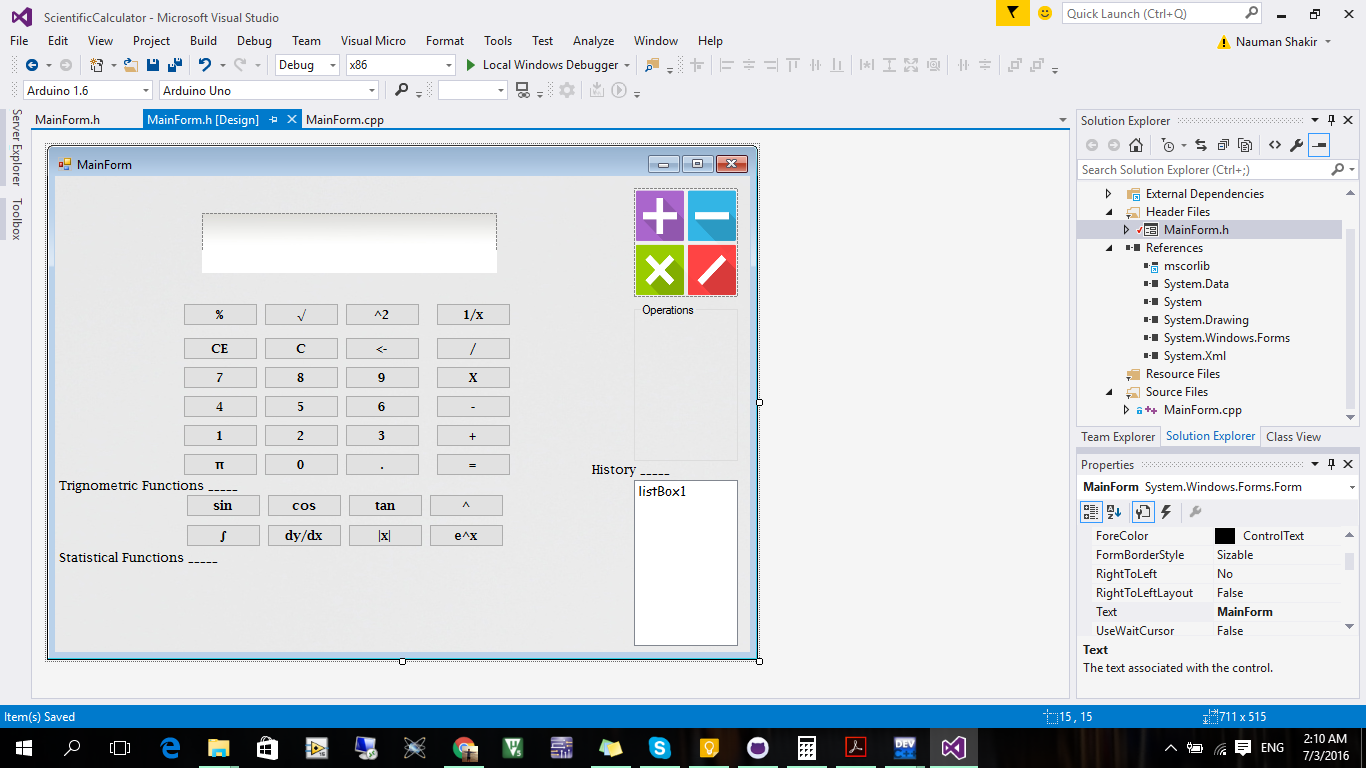 ScientificCalculator - Microsoft Visual Studio
Quick Launch (Ctrl+Q)
File Edit View Project Build Debug Team Visual Micro Format Tools Test Analyze Window Help
Nauman Shakir
Debug x86 Local Windows Debugger
Arduino 1.6 Arduino Uno
Server Explorer
Toolbox
MainForm.h MainForm.h [Design] MainForm.cpp
MainForm
% √ ^2 1/x
CE C <- /
7 8 9 X
4 5 6 -
1 2 3 +
π 0 . =
Trignometric Functions _____
sin cos tan ^
∫ dy/dx |x| e^x
Statistical Functions _____
Operations
History _____
listBox1
Solution Explorer
Search Solution Explorer (Ctrl+;)
External Dependencies
Header Files
MainForm.h
References
mscorlib
System.Data
System
System.Drawing
System.Windows.Forms
System.Xml
Resource Files
Source Files
MainForm.cpp
Team Explorer Solution Explorer Class View
Properties
MainForm System.Windows.Forms.Form
ForeColor ControlText
FormBorderStyle Sizable
RightToLeft No
RightToLeftLayout False
Text MainForm
UseWaitCursor False
Text
The text associated with the control.
Item(s) Saved
15 , 15
711 x 515
DEV
ENG
2:10 AM
7/3/2016